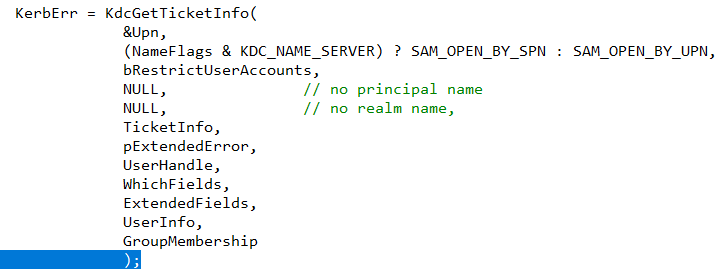 KerbErr = KdcGetTicketInfo(
&Upn,
(NameFlags & KDC_NAME_SERVER) ? SAM_OPEN_BY_SPN : SAM_OPEN_BY_UPN,
bRestrictUserAccounts,
NULL, // no principal name
NULL, // no realm name,
TicketInfo,
pExtendedError,
UserHandle,
WhichFields,
ExtendedFields,
UserInfo,
GroupMembership
);